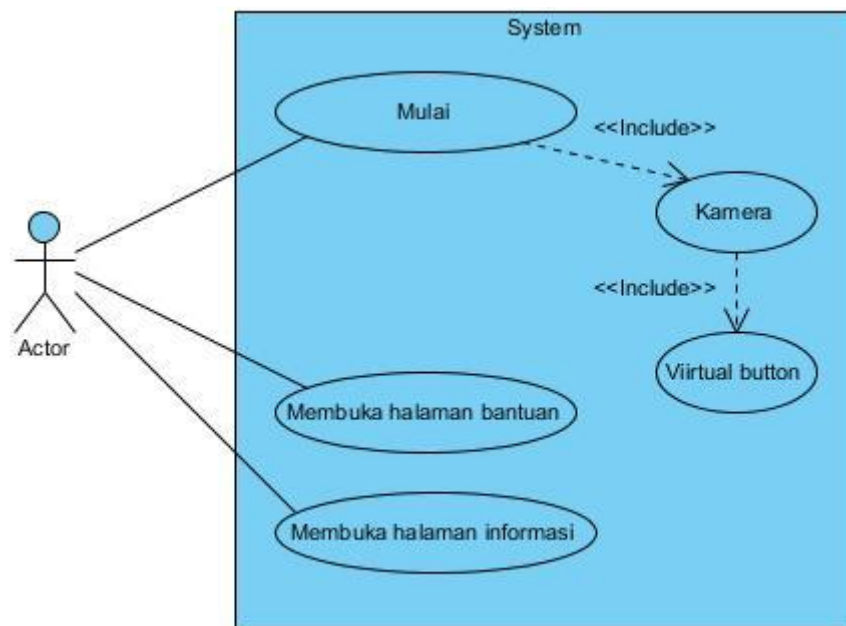 System
Mulai
<<Include>>
Kamera
<<Include>>
Actor
Viirtual button
Membuka halaman bantuan
Membuka halaman informasi